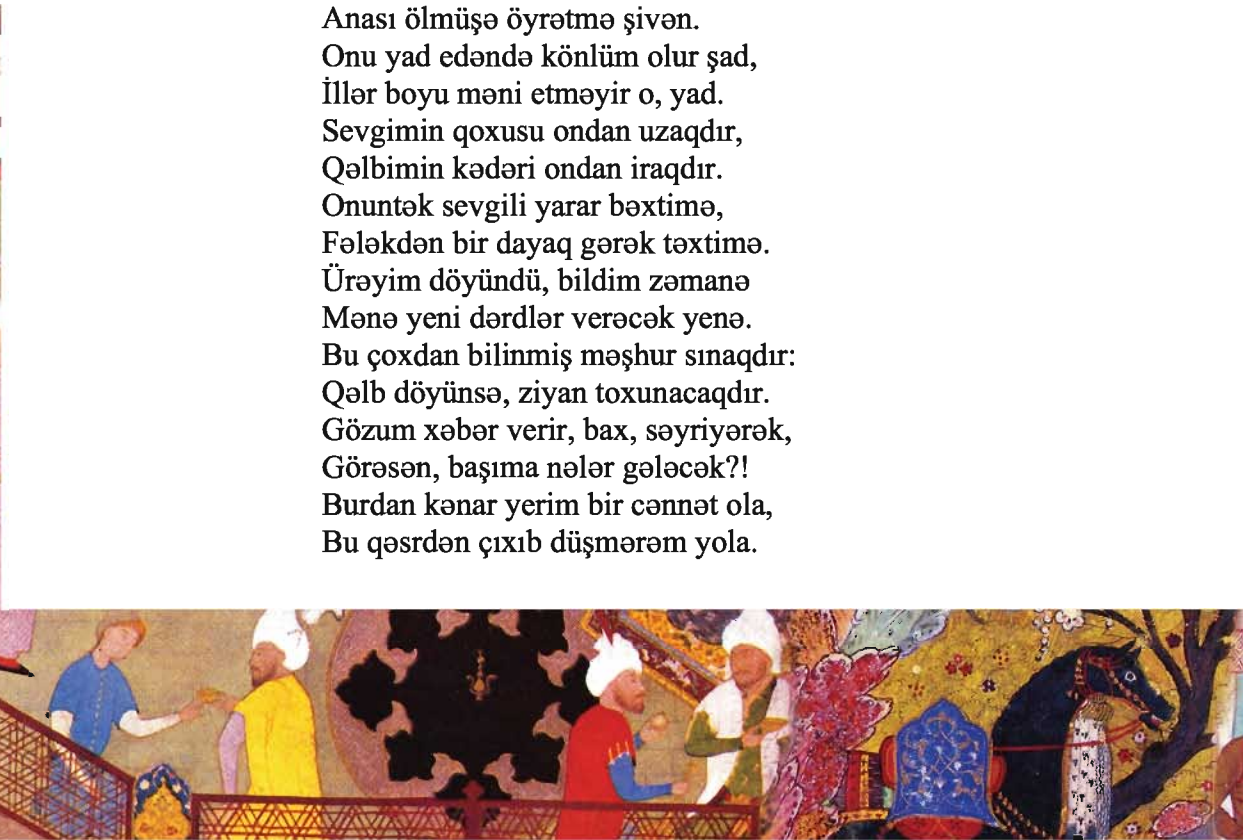 Anası ölmüşə öyrətmə şivən.
Onu yad edəndə könlüm olur şad,
İllər boyu məni etməyir o, yad.
Sevgimin qoxusu ondan uzaqdır,
Qəlbimin kədəri ondan iraqdır.
Onuntək sevgili yarar bəxtimə,
Fələkdən bir dayaq gərək təxtimə.
Ürəyim döyündü, bildim zəmanə
Mənə yeni dərdlər verəcək yenə.
Bu çoxdan bilinmiş məşhur sınaqdır:
Qəlb döyünsə, ziyan toxunacaqdır.
Gözum xəbər verir, bax, səyriyərək,
Görəsən, başıma nələr gələcək?!
Burdan kənar yerim bir cənnət ola,
Bu qəsrdən çıxıb düşmərəm yola.